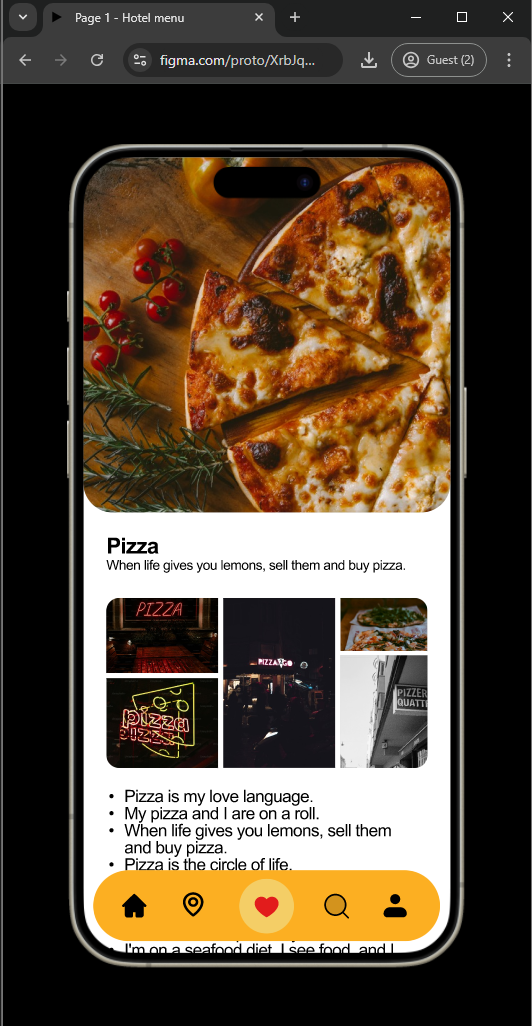 Page 1 - Hotel menu
figma.com/proto/XrbJq...
Guest (2)
Pizza
When life gives you lemons, sell them and buy pizza.
PIZZA
PIZZA GO
pizza
PIZZA
PIZZER
QUATT
• Pizza is my love language.
• My pizza and I are on a roll.
• When life gives you lemons, sell them
and buy pizza.
• Pizza is the circle of life.
I'm on a seafood diet. I see food, and I